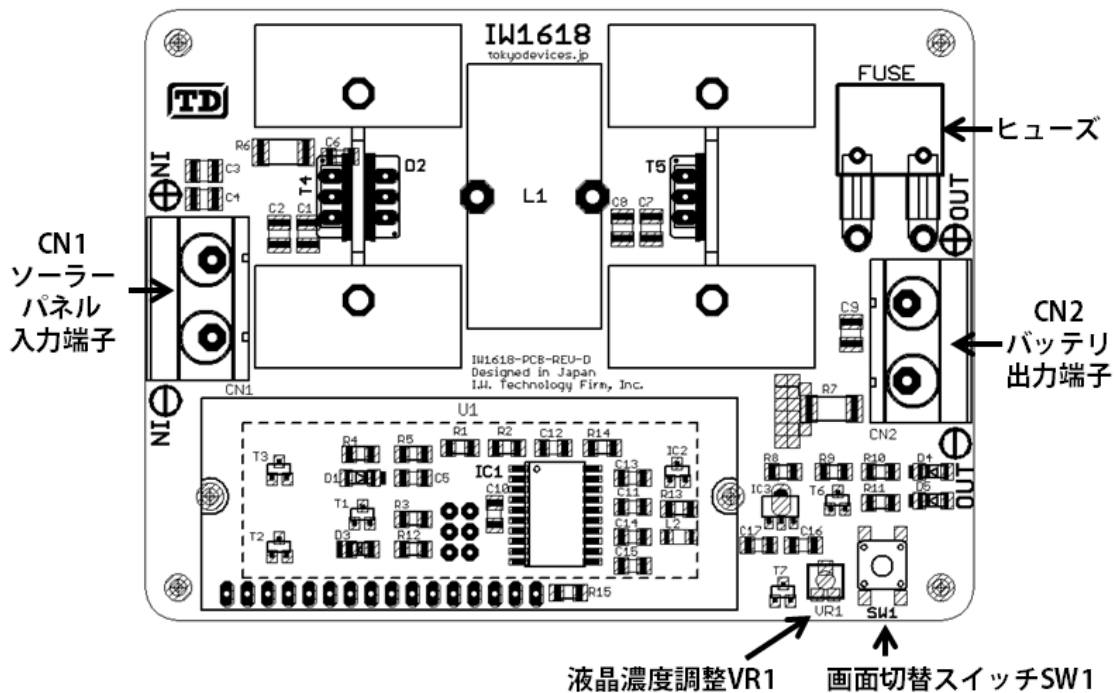 IW1618
tokyodevices.jp
FUSE
ヒューズ
TD
R6
C6
C3
C4
IN
T4
D2
L1
T5
C2
C1
C8
C7
OUT
CN1
ソーラー
パネル
入力端子
C9
CN2
バッテリ
出力端子
IW1618-PCB-REV-D
Designed in Japan
I.W. Technology Firm, Inc.
CN1
IN
U1
R7
CN2
R4
R5
R1
R2
C12
R14
T3
IC1
IC2
D1
C5
C13
R8
R9
R10
D4
T1
R3
C10
C11
R13
IC3
T6
R11
D5
OUT
T2
D3
R12
C14
L2
C15
C17
C16
R15
T7
VR1
SW1
液晶濃度調整VR1
画面切替スイッチSW1